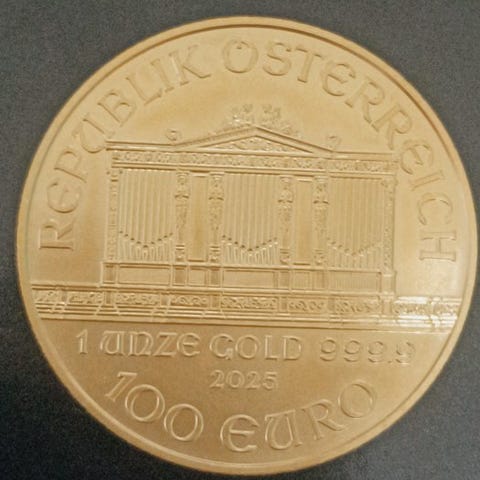 REPUBLIK ÖSTERREICH
1 UNZE GOLD 999.9
2025
100 EURO